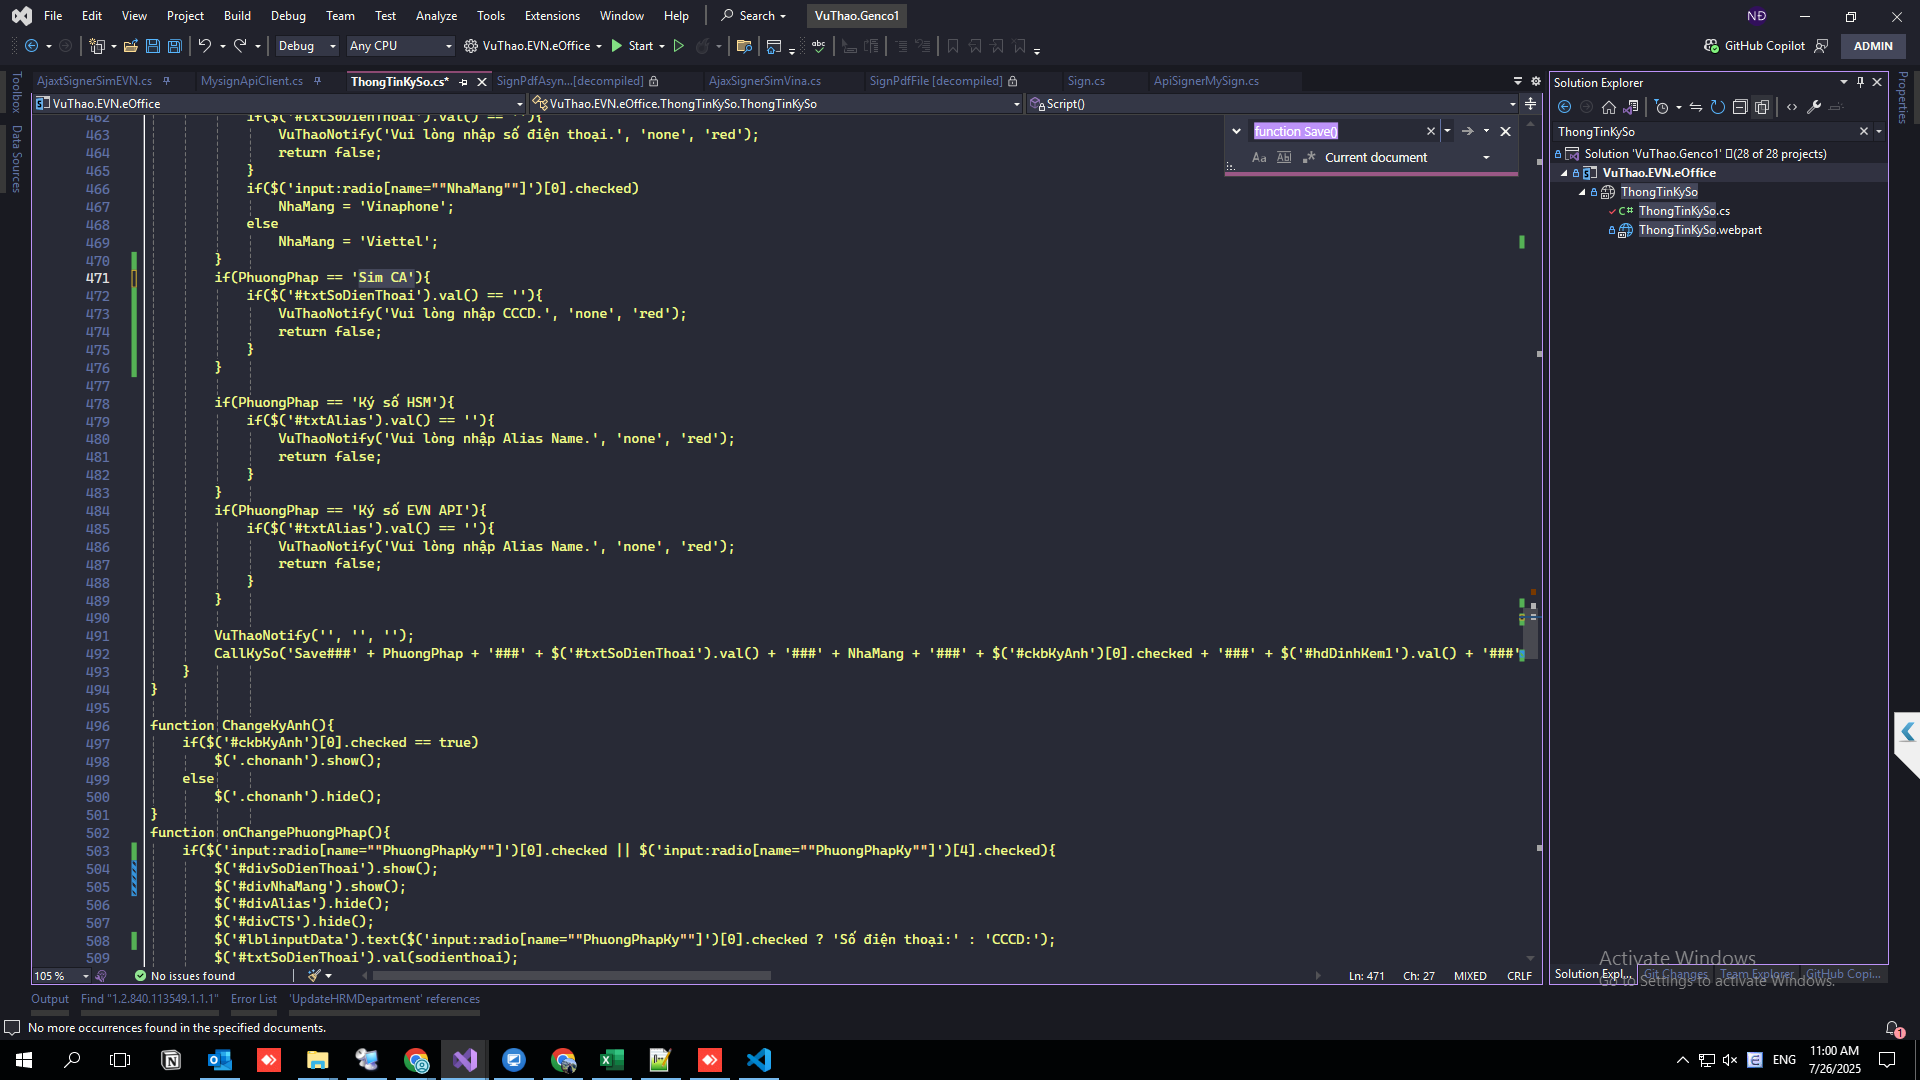 File Edit View Project Build Debug Team Test Analyze Tools Extensions Window Help Search VuThao.Genco1 NĐ
Debug Any CPU VuThao.EVN.eOffice Start GitHub Copilot ADMIN
AjaxtSignerSimEVN.cs MysignApiClient.cs ThongTinKySo.cs* SignPdfAsyn...[decompiled] AjaxSignerSimVina.cs SignPdfFile [decompiled] Sign.cs ApiSignerMySign.cs
VuThao.EVN.eOffice VuThao.EVN.eOffice.ThongTinKySo.ThongTinKySo Script()
Toolbox
Data Sources
function Save()
Aa Ab .* Current document
462 if($('#txtSoDienThoai').val() == ''){
463 VuThaoNotify('Vui lòng nhập số điện thoại.', 'none', 'red');
464 return false;
465 }
466 if($('input:radio[name=""NhaMang""]')[0].checked)
467 NhaMang = 'Vinaphone';
468 else
469 NhaMang = 'Viettel';
470 }
471 if(PhuongPhap == 'Sim CA'){
472 if($('#txtSoDienThoai').val() == ''){
473 VuThaoNotify('Vui lòng nhập CCCD.', 'none', 'red');
474 return false;
475 }
476 }
477
478 if(PhuongPhap == 'Ký số HSM'){
479 if($('#txtAlias').val() == ''){
480 VuThaoNotify('Vui lòng nhập Alias Name.', 'none', 'red');
481 return false;
482 }
483 }
484 if(PhuongPhap == 'Ký số EVN API'){
485 if($('#txtAlias').val() == ''){
486 VuThaoNotify('Vui lòng nhập Alias Name.', 'none', 'red');
487 return false;
488 }
489 }
490
491 VuThaoNotify('', '', '');
492 CallKySo('Save###' + PhuongPhap + '###' + $('#txtSoDienThoai').val() + '###' + NhaMang + '###' + $('#ckbKyAnh')[0].checked + '###' + $('#hdDinhKem1').val() + '###'
493 }
494 }
495
496 function ChangeKyAnh(){
497 if($('#ckbKyAnh')[0].checked == true)
498 $('.chonanh').show();
499 else
500 $('.chonanh').hide();
501 }
502 function onChangePhuongPhap(){
503 if($('input:radio[name=""PhuongPhapKy""]')[0].checked || $('input:radio[name=""PhuongPhapKy""]')[4].checked){
504 $('#divSoDienThoai').show();
505 $('#divNhaMang').show();
506 $('#divAlias').hide();
507 $('#divCTS').hide();
508 $('#lblinputData').text($('input:radio[name=""PhuongPhapKy""]')[0].checked ? 'Số điện thoại:' : 'CCCD:');
509 $('#txtSoDienThoai').val(sodienthoai);
105 % No issues found Ln: 471 Ch: 27 MIXED CRLF
Solution Explorer
ThongTinKySo
Solution 'VuThao.Genco1' (28 of 28 projects)
VuThao.EVN.eOffice
ThongTinKySo
C# ThongTinKySo.cs
ThongTinKySo.webpart
Properties
Activate Windows
Go to Settings to activate Windows.
Solution Expl... Git Changes Team Explorer GitHub Copi...
Output Find "1.2.840.113549.1.1.1" Error List 'UpdateHRMDepartment' references
No more occurrences found in the specified documents.
1
ENG 11:00 AM
7/26/2025